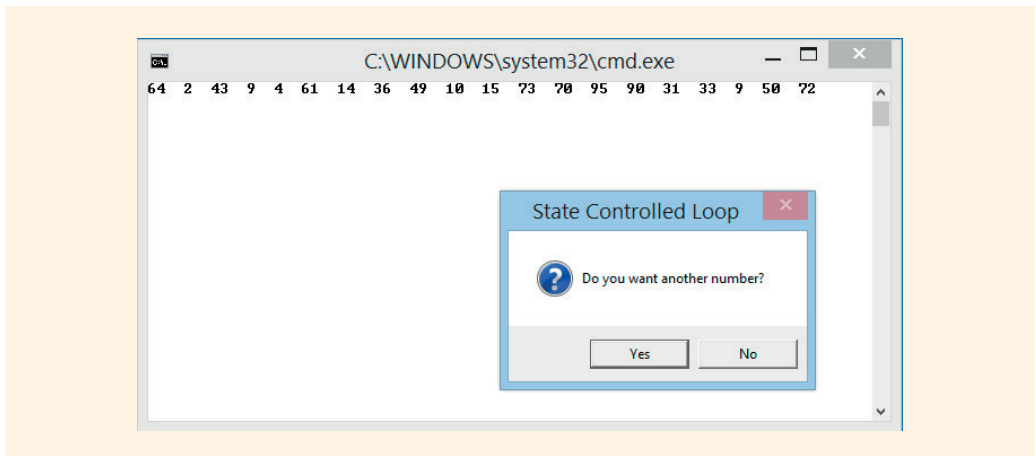 C:\WINDOWS\system32\cmd.exe
64 2 43 9 4 61 14 36 49 10 15 73 70 95 90 31 33 9 50 72
State Controlled Loop
Do you want another number?
Yes No